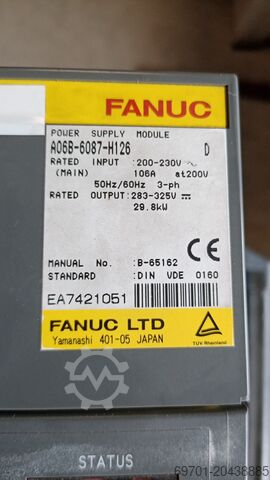 FANUC
POWER SUPPLY MODULE
A06B-6087-H126 D
RATED INPUT :200-230V~
(MAIN) 106A at200V
50Hz/60Hz 3-ph
RATED OUTPUT:283-325V⎓
29.8kW
MANUAL No. :B-65162
STANDARD :DIN VDE 0160
EA7421051
FANUC LTD
Yamanashi 401-05 JAPAN
TÜV Rheinland
STATUS
69701-20438885